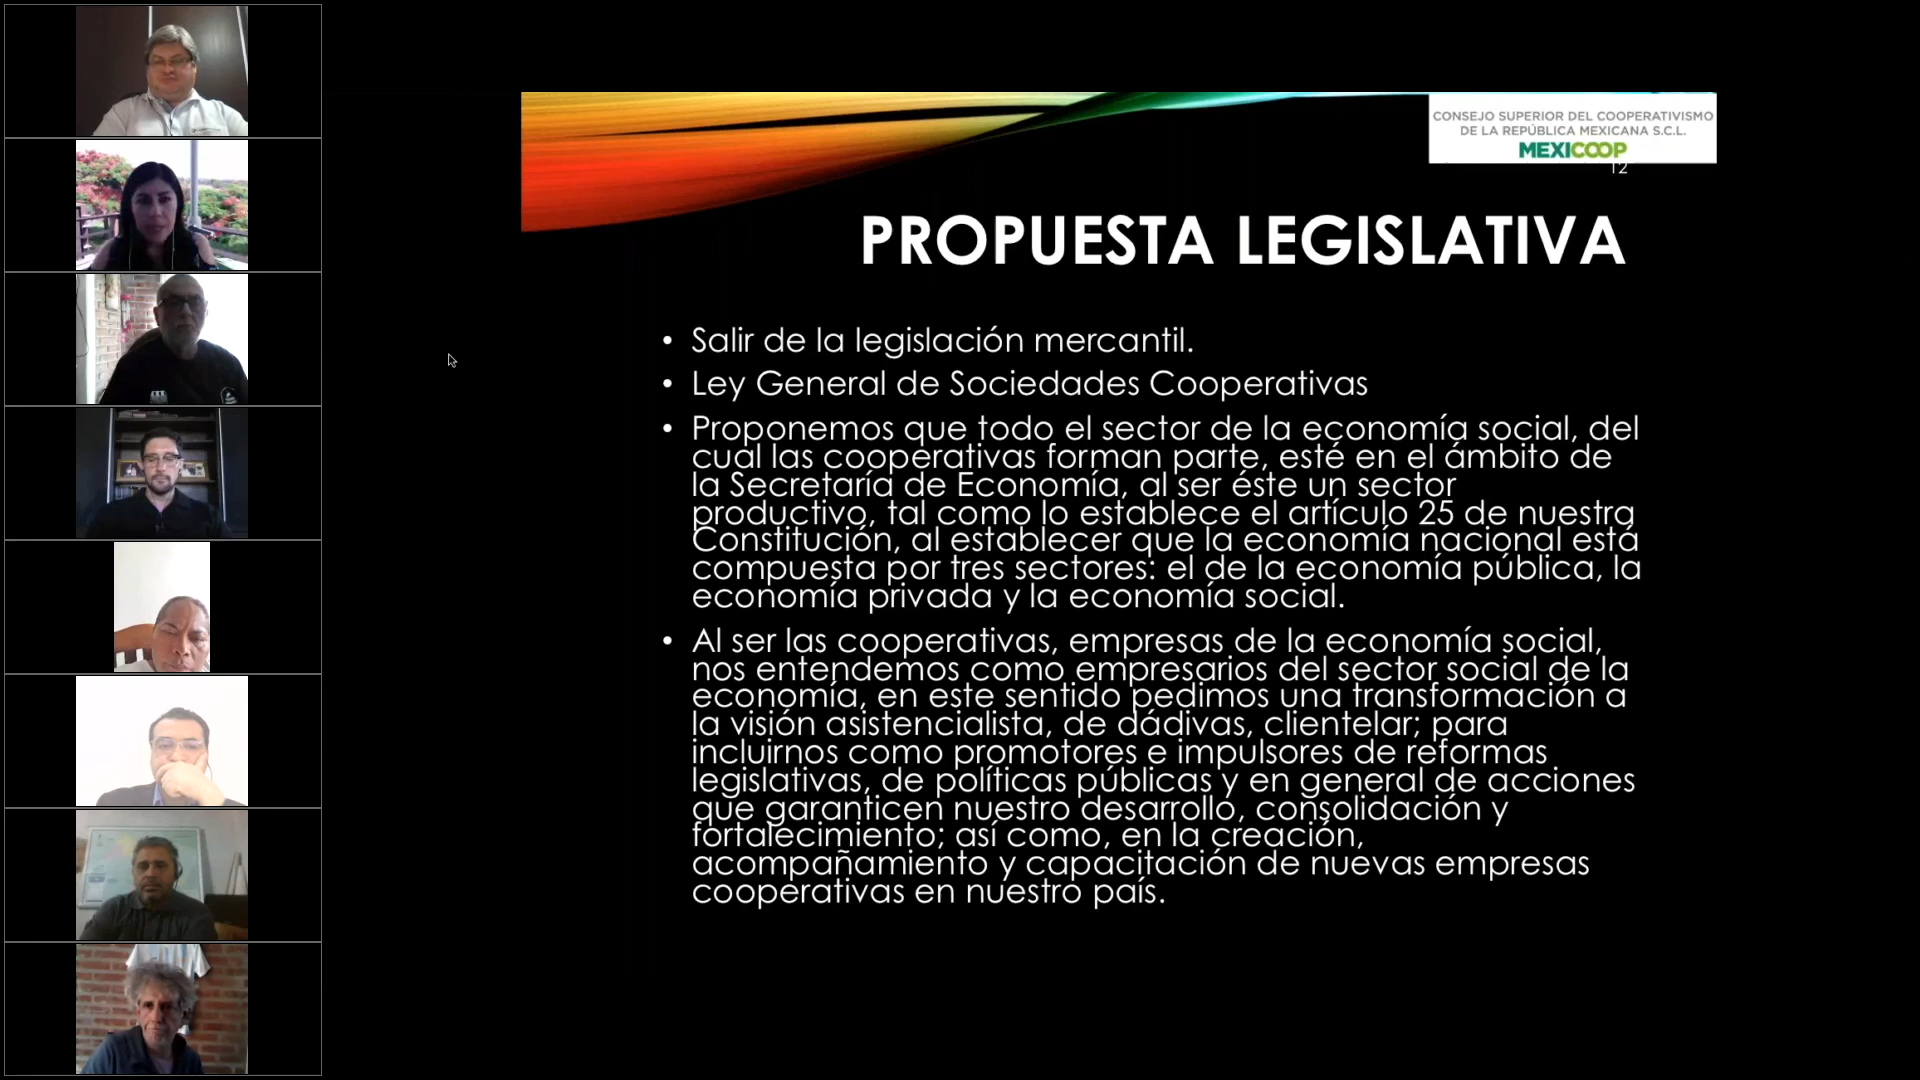 CONSEJO SUPERIOR DEL COOPERATIVISMO
DE LA REPÚBLICA MEXICANA S.C.L.
MEXICOOP
12
PROPUESTA LEGISLATIVA
• Salir de la legislación mercantil.
• Ley General de Sociedades Cooperativas
• Proponemos que todo el sector de la economía social, del
cual las cooperativas forman parte, esté en el ámbito de
la Secretaría de Economía, al ser éste un sector
productivo, tal como lo establece el artículo 25 de nuestra
Constitución, al establecer que la economía nacional está
compuesta por tres sectores: el de la economía pública, la
economía privada y la economía social.
• Al ser las cooperativas, empresas de la economía social,
nos entendemos como empresarios del sector social de la
economía, en este sentido pedimos una transformación a
la visión asistencialista, de dádivas, clientelar; para
incluirnos como promotores e impulsores de reformas
legislativas, de políticas públicas y en general de acciones
que garanticen nuestro desarrollo, consolidación y
fortalecimiento; así como, en la creación,
acompañamiento y capacitación de nuevas empresas
cooperativas en nuestro país.